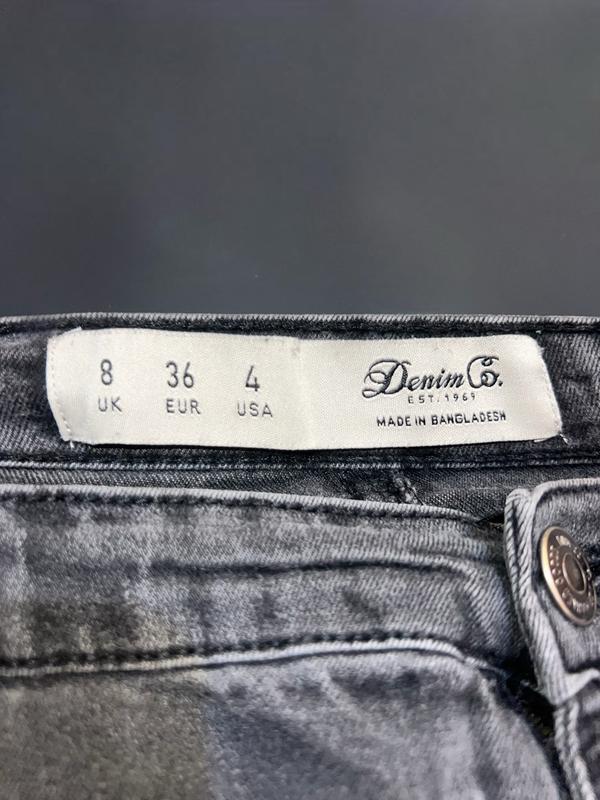 8 36 4
UK EUR USA
Denim Co.
EST. 1969
MADE IN BANGLADESH